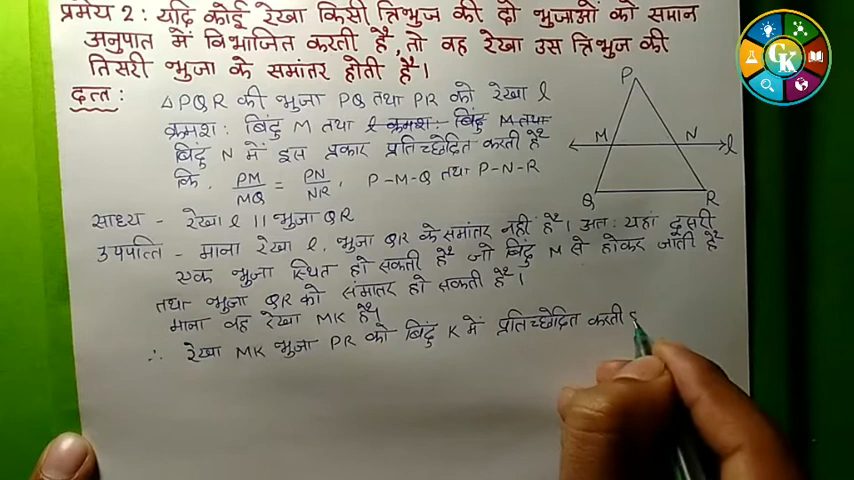 प्रमेय 2: यदि कोई रेखा किसी त्रिभुज की दो भुजाओं को समान
अनुपात में विभाजित करती है, तो वह रेखा उस त्रिभुज की
तिसरी भुजा के समांतर होती है।
दत्त :
△PQR की भुजा PQ तथा PR को रेखा l
क्रमश: बिंदु M तथा l क्रमश: बिंदु M तथा
बिंदु N में इस प्रकार प्रतिच्छेदित करती है
कि, PM/MQ = PN/NR, P-M-Q तथा P-N-R
साध्य - रेखा l || भुजा QR
उपपत्ति - माना रेखा l, भुजा QR के समांतर नहीं है। अत: यहां दूसरी
एक भुजा स्थित हो सकती है जो बिंदु M से होकर जाती है
तथा भुजा QR को संमातर हो सकती है।
माना वह रेखा MK है।
∴ रेखा MK भुजा PR को बिंदु K में प्रतिच्छेदित करती
P
M
N
l
Q
R
GK